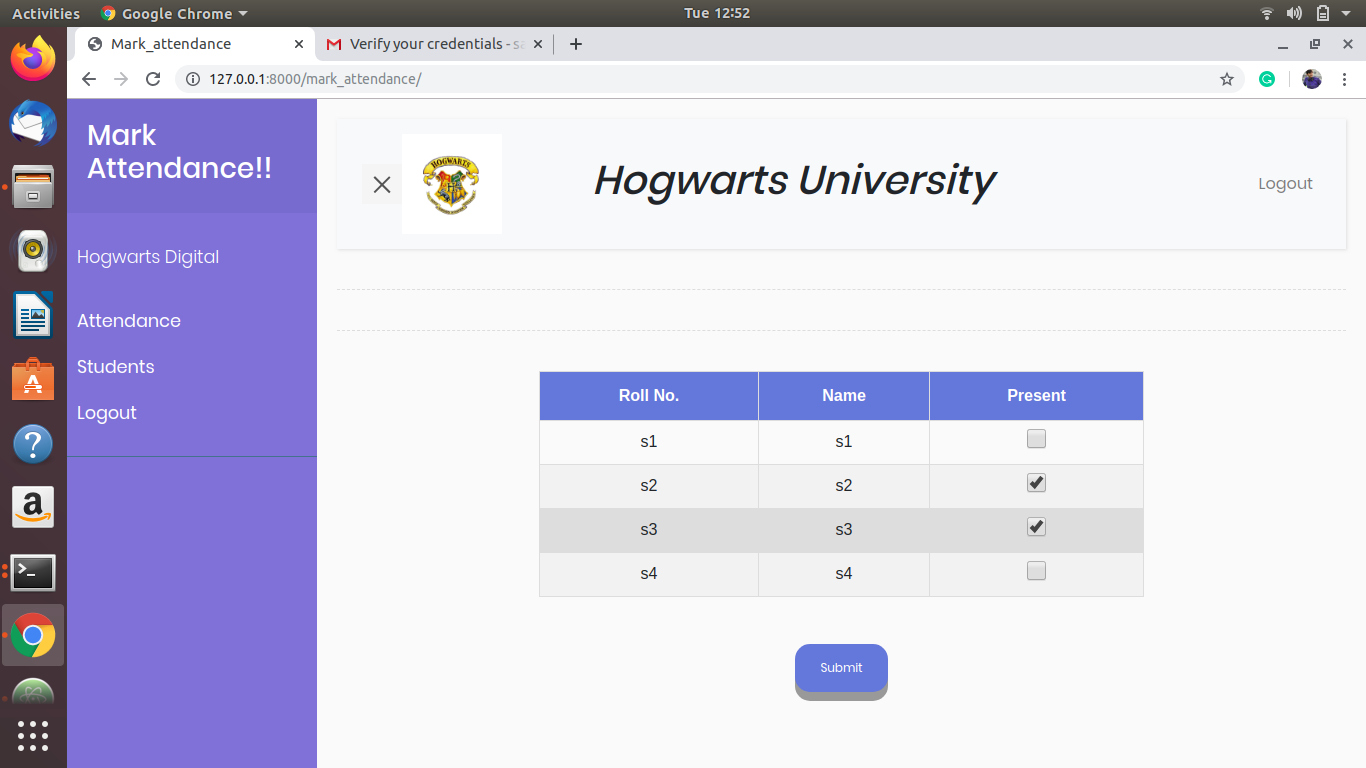 Activities Google Chrome Tue 12:52
Mark_attendance Verify your credentials - sa
127.0.0.1:8000/mark_attendance/
Mark
Attendance!!
Hogwarts Digital
Attendance
Students
Logout
HOGWARTS
Hogwarts University
Logout
Roll No. Name Present
s1 s1
s2 s2
s3 s3
s4 s4
Submit